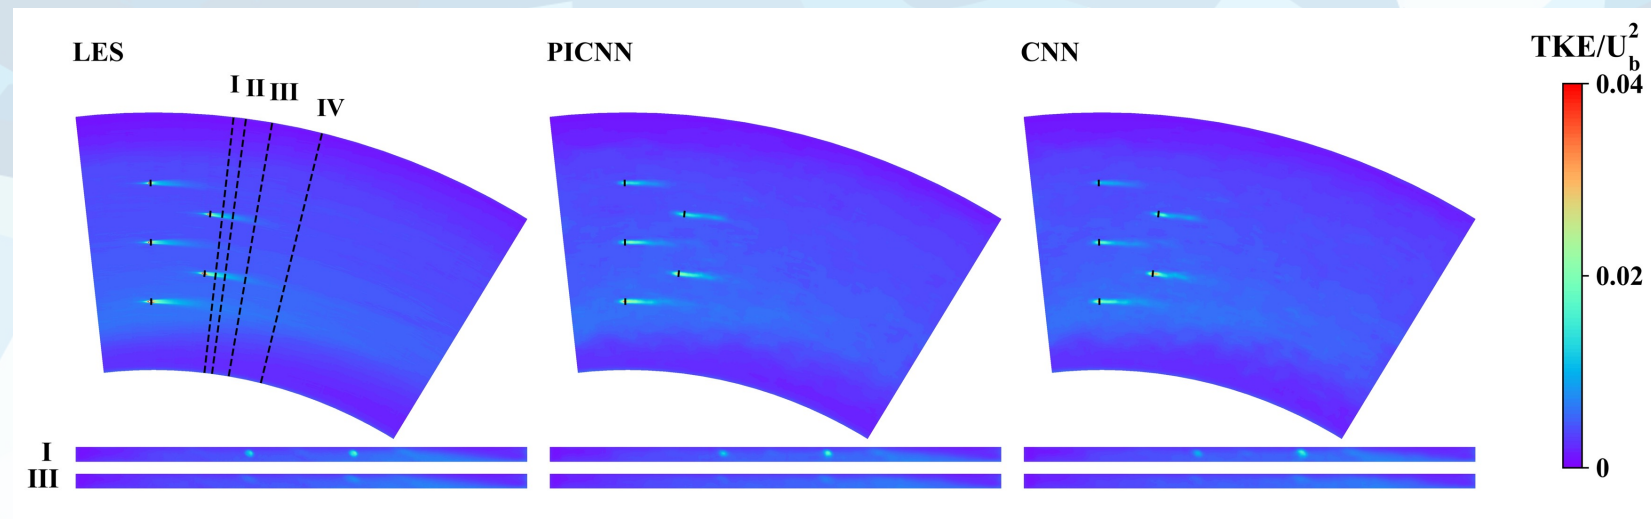 LES
PICNN
CNN
TKE/U_b^2
I II III IV
0.04
0.02
0
I
III